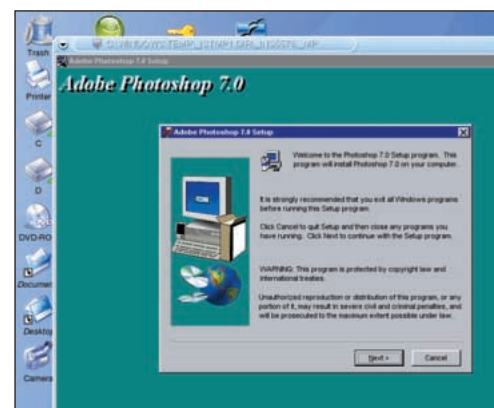 Trash
Printer
C
D
DVD-RO
Documen
Desktop
Camera
C:\WINDOWS\TEMP\_ISTMP1.DIR\_INS5576._MP
Adobe Photoshop 7.0 Setup
Adobe Photoshop 7.0
Adobe Photoshop 7.0 Setup
Welcome to the Photoshop 7.0 Setup program. This
program will install Photoshop 7.0 on your computer.
It is strongly recommended that you exit all Windows programs
before running this Setup program.
Click Cancel to quit Setup and then close any programs you
have running. Click Next to continue with the Setup program.
WARNING: This program is protected by copyright law and
international treaties.
Unauthorized reproduction or distribution of this program, or any
portion of it, may result in severe civil and criminal penalties, and
will be prosecuted to the maximum extent possible under law.
Next >
Cancel